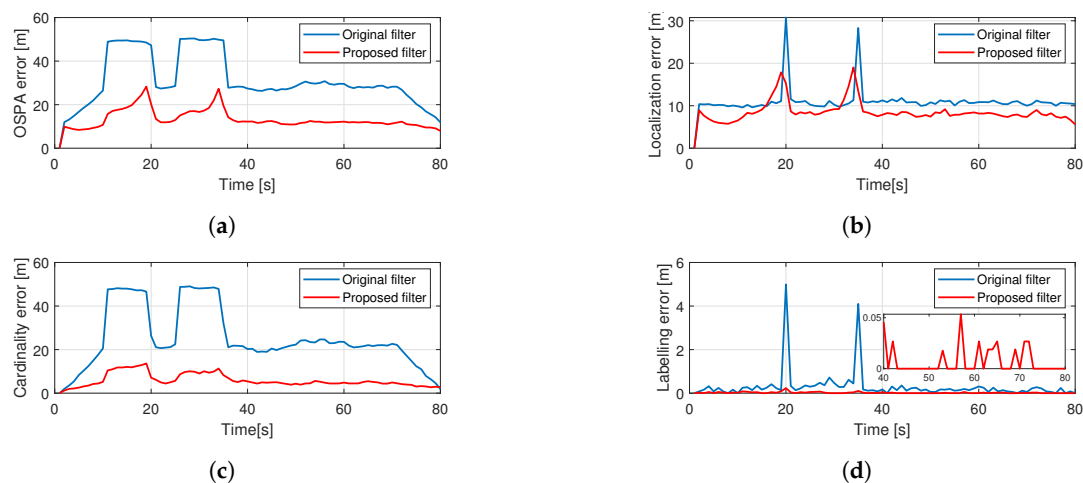 OSPA error [m]
60
40
20
0
Original filter
Proposed filter
0 20 40 60 80
Time [s]
(a)
Localization error [m]
30
20
10
0
Original filter
Proposed filter
0 20 40 60 80
Time[s]
(b)
Cardinality error [m]
60
40
20
0
Original filter
Proposed filter
0 20 40 60 80
Time[s]
(c)
Labelling error [m]
6
4
2
0
Original filter
Proposed filter
0.05
0
40 50 60 70 80
0 20 40 60 80
Time [s]
(d)